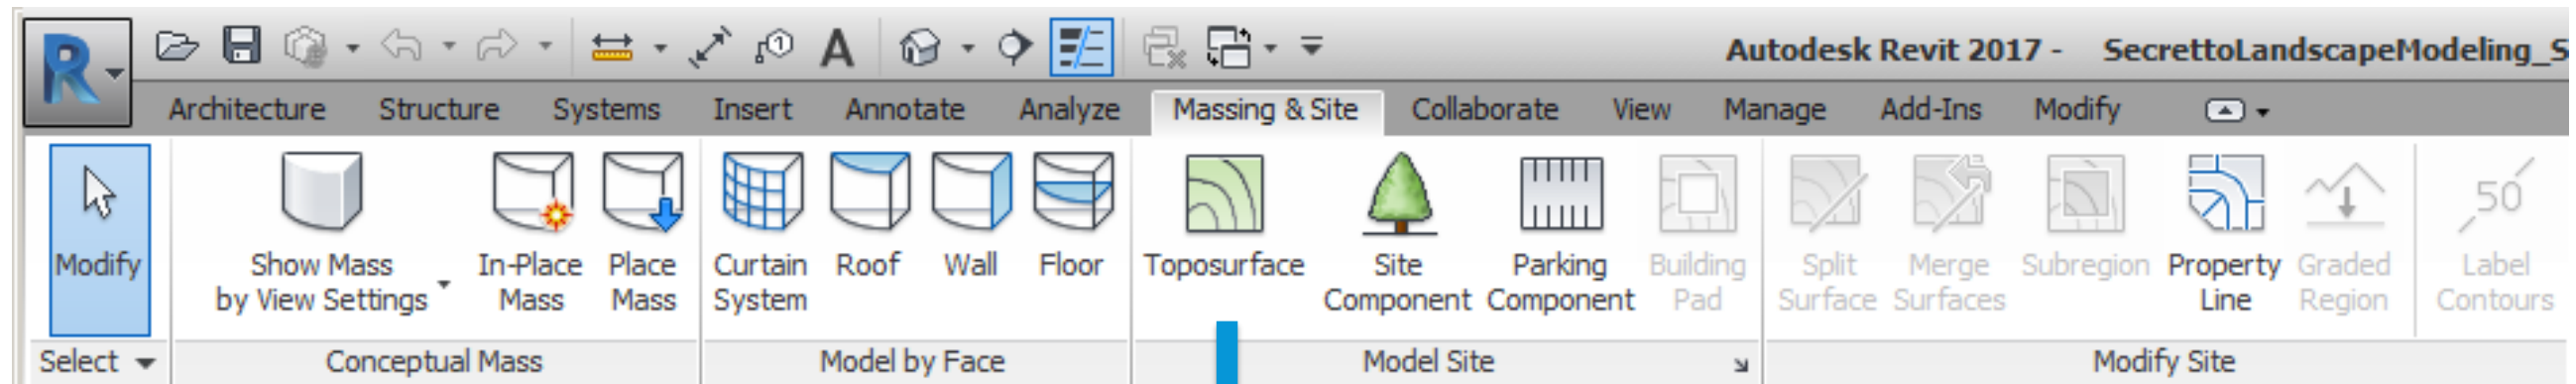 Autodesk Revit 2017 - SecrettoLandscapeModeling_S
Architecture Structure Systems Insert Annotate Analyze Massing & Site Collaborate View Manage Add-Ins Modify
Modify
Show Mass
by View Settings
In-Place
Mass
Place
Mass
Curtain
System
Roof
Wall
Floor
Toposurface
Site
Component
Parking
Component
Building
Pad
Split
Surface
Merge
Surfaces
Subregion
Property
Line
Graded
Region
50
Label
Contours
Select
Conceptual Mass
Model by Face
Model Site
Modify Site
R
1
A